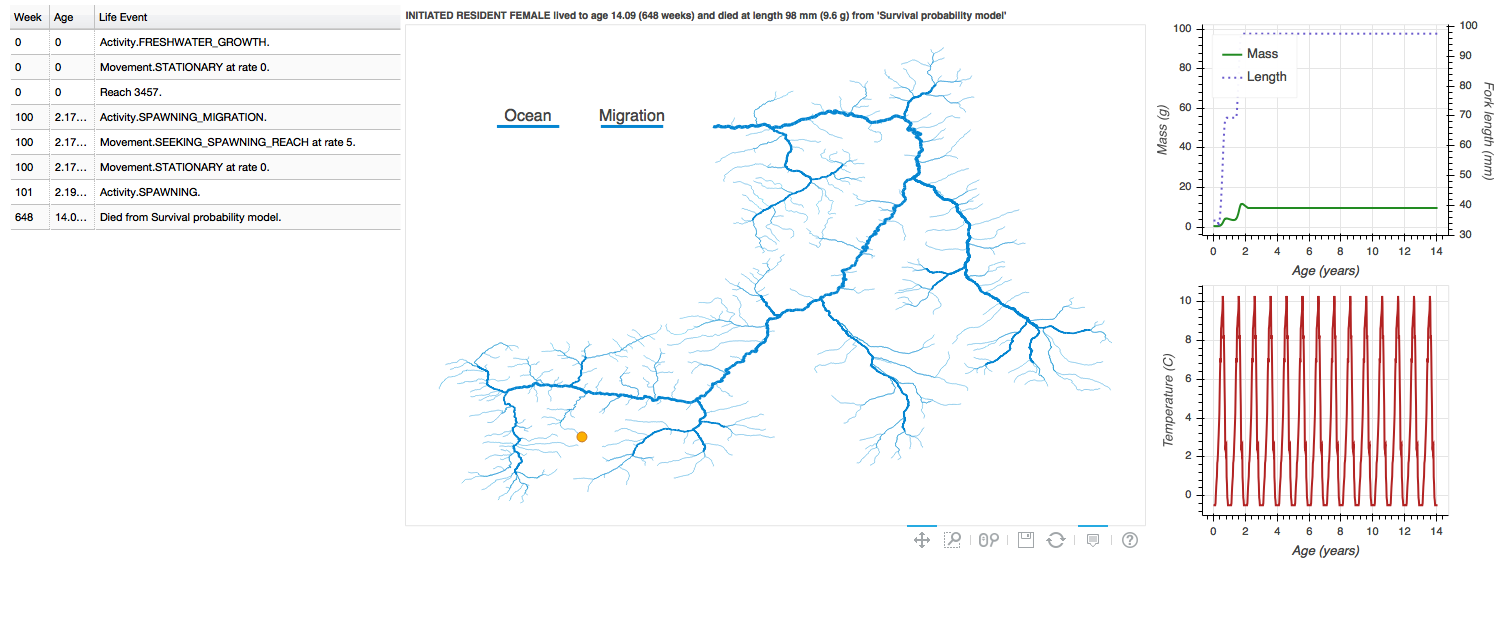 Week Age Life Event
0 0 Activity.FRESHWATER_GROWTH.
0 0 Movement.STATIONARY at rate 0.
0 0 Reach 3457.
100 2.17... Activity.SPAWNING_MIGRATION.
100 2.17... Movement.SEEKING_SPAWNING_REACH at rate 5.
100 2.17... Movement.STATIONARY at rate 0.
101 2.19... Activity.SPAWNING.
648 14.0... Died from Survival probability model.
INITIATED RESIDENT FEMALE lived to age 14.09 (648 weeks) and died at length 98 mm (9.6 g) from 'Survival probability model'
Ocean Migration
Mass (g)
100
80
60
40
20
0
Mass
Length
100
90
80
70
60
50
40
30
Fork length (mm)
0 2 4 6 8 10 12 14
Age (years)
Temperature (C)
10
8
6
4
2
0
0 2 4 6 8 10 12 14
Age (years)